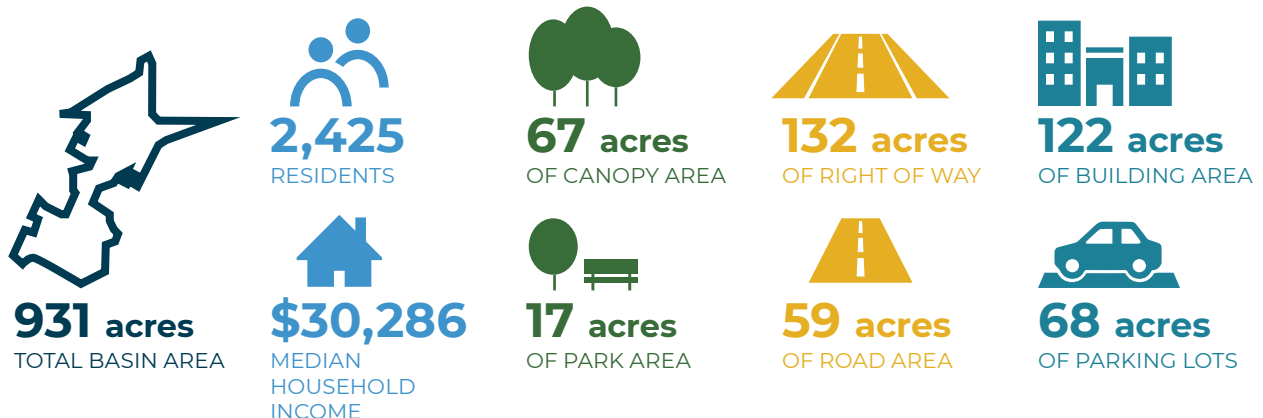 931 acres
TOTAL BASIN AREA
2,425
RESIDENTS
$30,286
MEDIAN
HOUSEHOLD
INCOME
67 acres
OF CANOPY AREA
17 acres
OF PARK AREA
132 acres
OF RIGHT OF WAY
59 acres
OF ROAD AREA
122 acres
OF BUILDING AREA
68 acres
OF PARKING LOTS